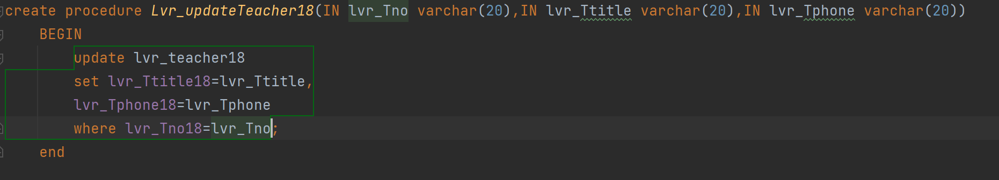 create procedure Lvr_updateTeacher18(IN lvr_Tno varchar(20),IN lvr_Ttitle varchar(20),IN lvr_Tphone varchar(20))
BEGIN
update lvr_teacher18
set lvr_Ttitle18=lvr_Ttitle,
lvr_Tphone18=lvr_Tphone
where lvr_Tno18=lvr_Tno;
end